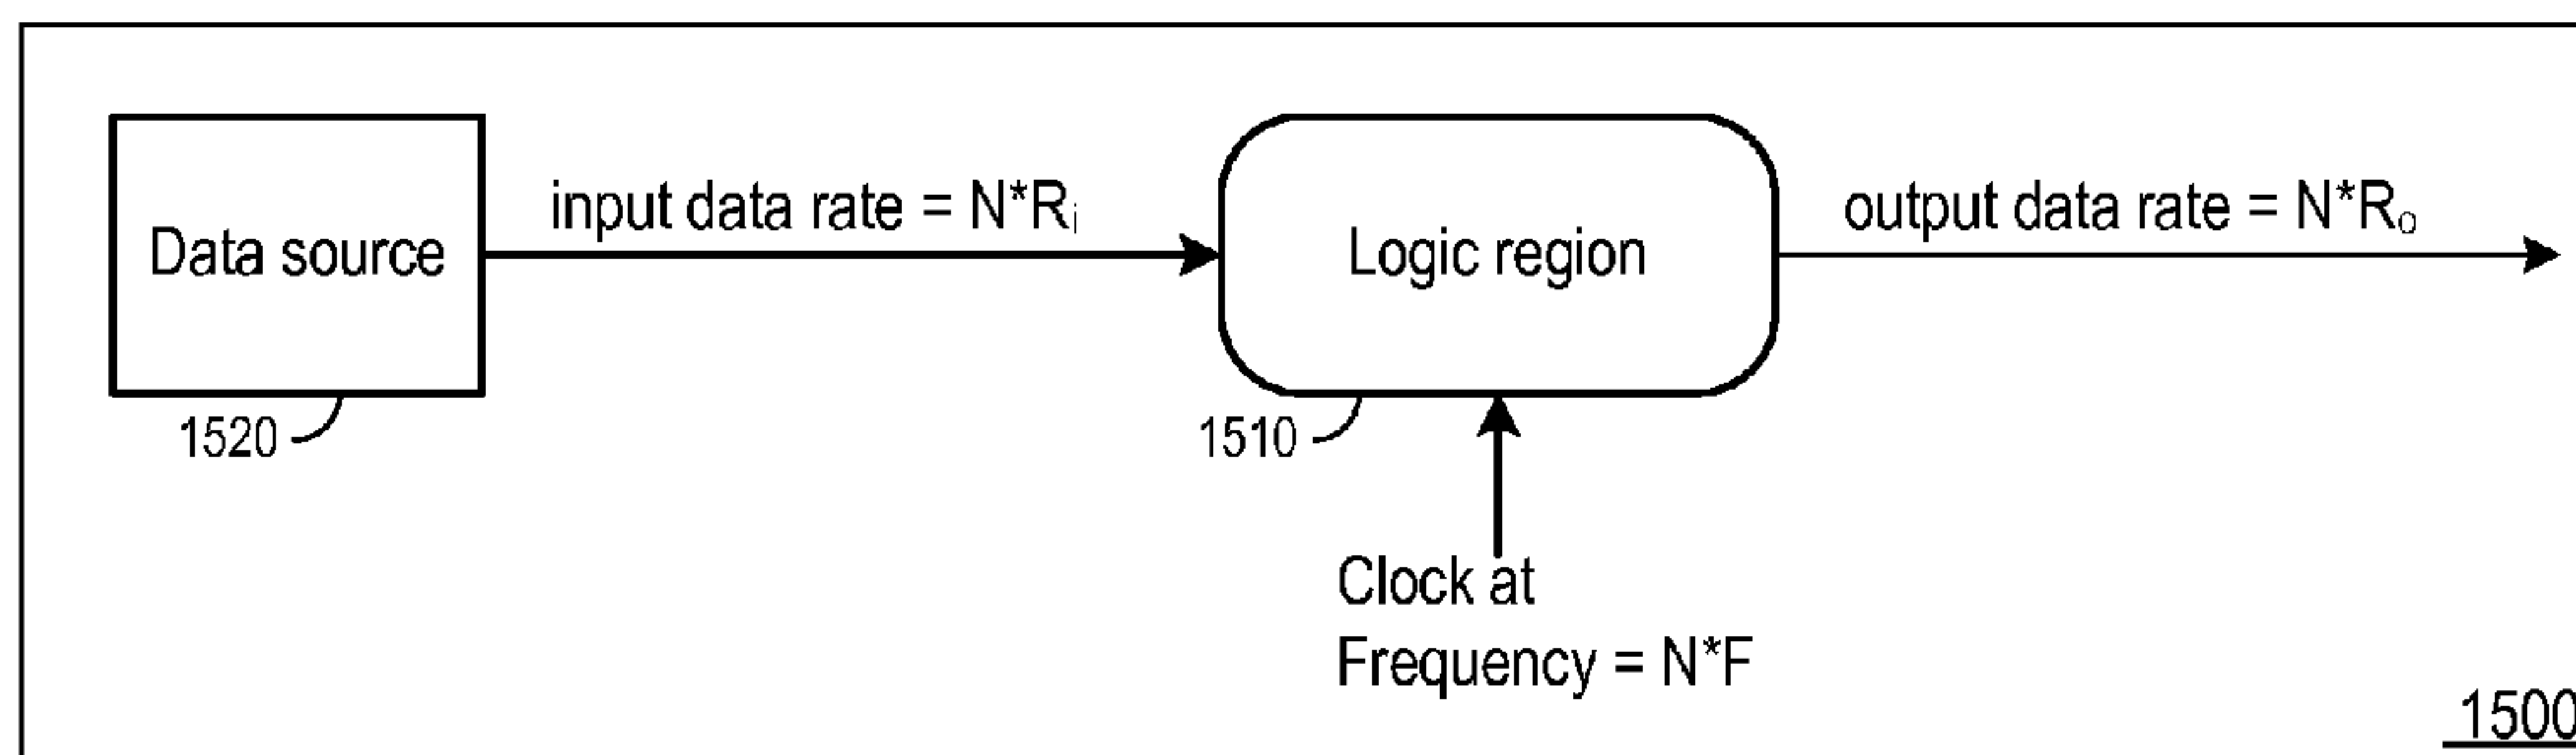 input data rate = N*Rᵢ
output data rate = N*Rₒ
Data source
Logic region
1520
1510
Clock at
Frequency = N*F
1500